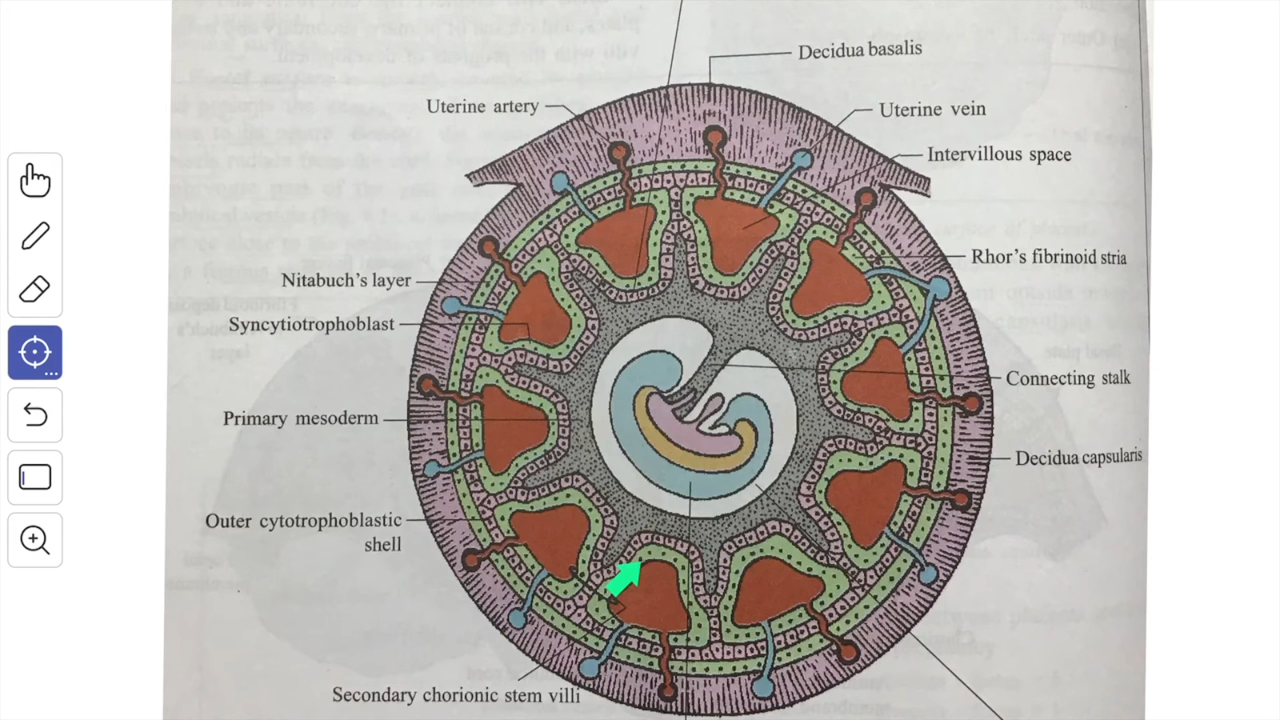 Decidua basalis
Uterine artery
Uterine vein
Intervillous space
Rhor's fibrinoid stria
Nitabuch's layer
Syncytiotrophoblast
Connecting stalk
Primary mesoderm
Decidua capsularis
Outer cytotrophoblastic
shell
Secondary chorionic stem villi